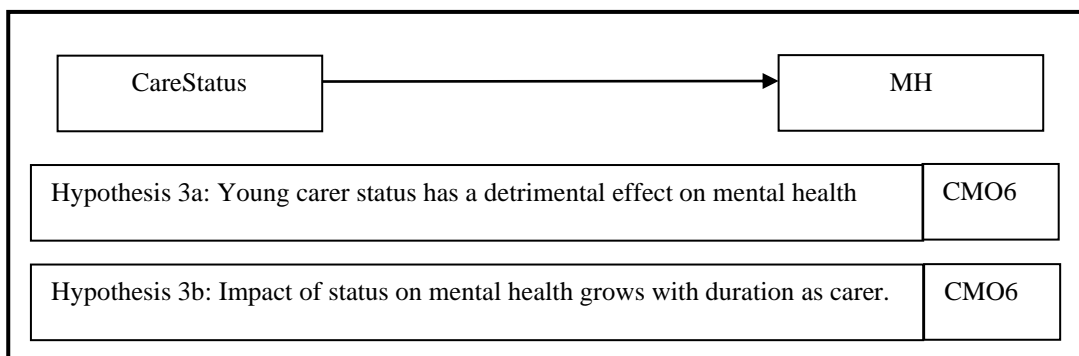 CareStatus
MH
Hypothesis 3a: Young carer status has a detrimental effect on mental health
CMO6
Hypothesis 3b: Impact of status on mental health grows with duration as carer.
CMO6